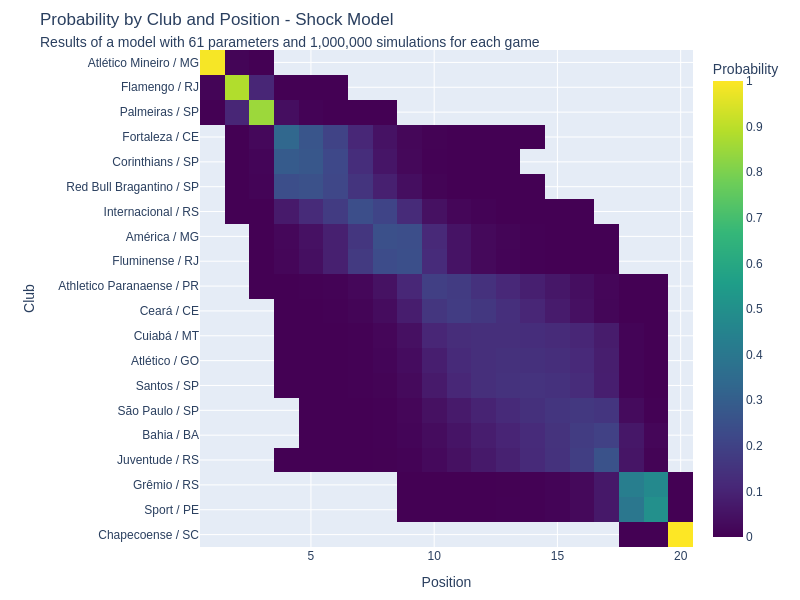 Probability by Club and Position - Shock Model
Results of a model with 61 parameters and 1,000,000 simulations for each game
Probability
Atlético Mineiro / MG
Flamengo / RJ
Palmeiras / SP
Fortaleza / CE
Corinthians / SP
Red Bull Bragantino / SP
Internacional / RS
América / MG
Fluminense / RJ
Athletico Paranaense / PR
Ceará / CE
Cuiabá / MT
Atlético / GO
Santos / SP
São Paulo / SP
Bahia / BA
Juventude / RS
Grêmio / RS
Sport / PE
Chapecoense / SC
Club
5
10
15
20
Position
1
0.9
0.8
0.7
0.6
0.5
0.4
0.3
0.2
0.1
0